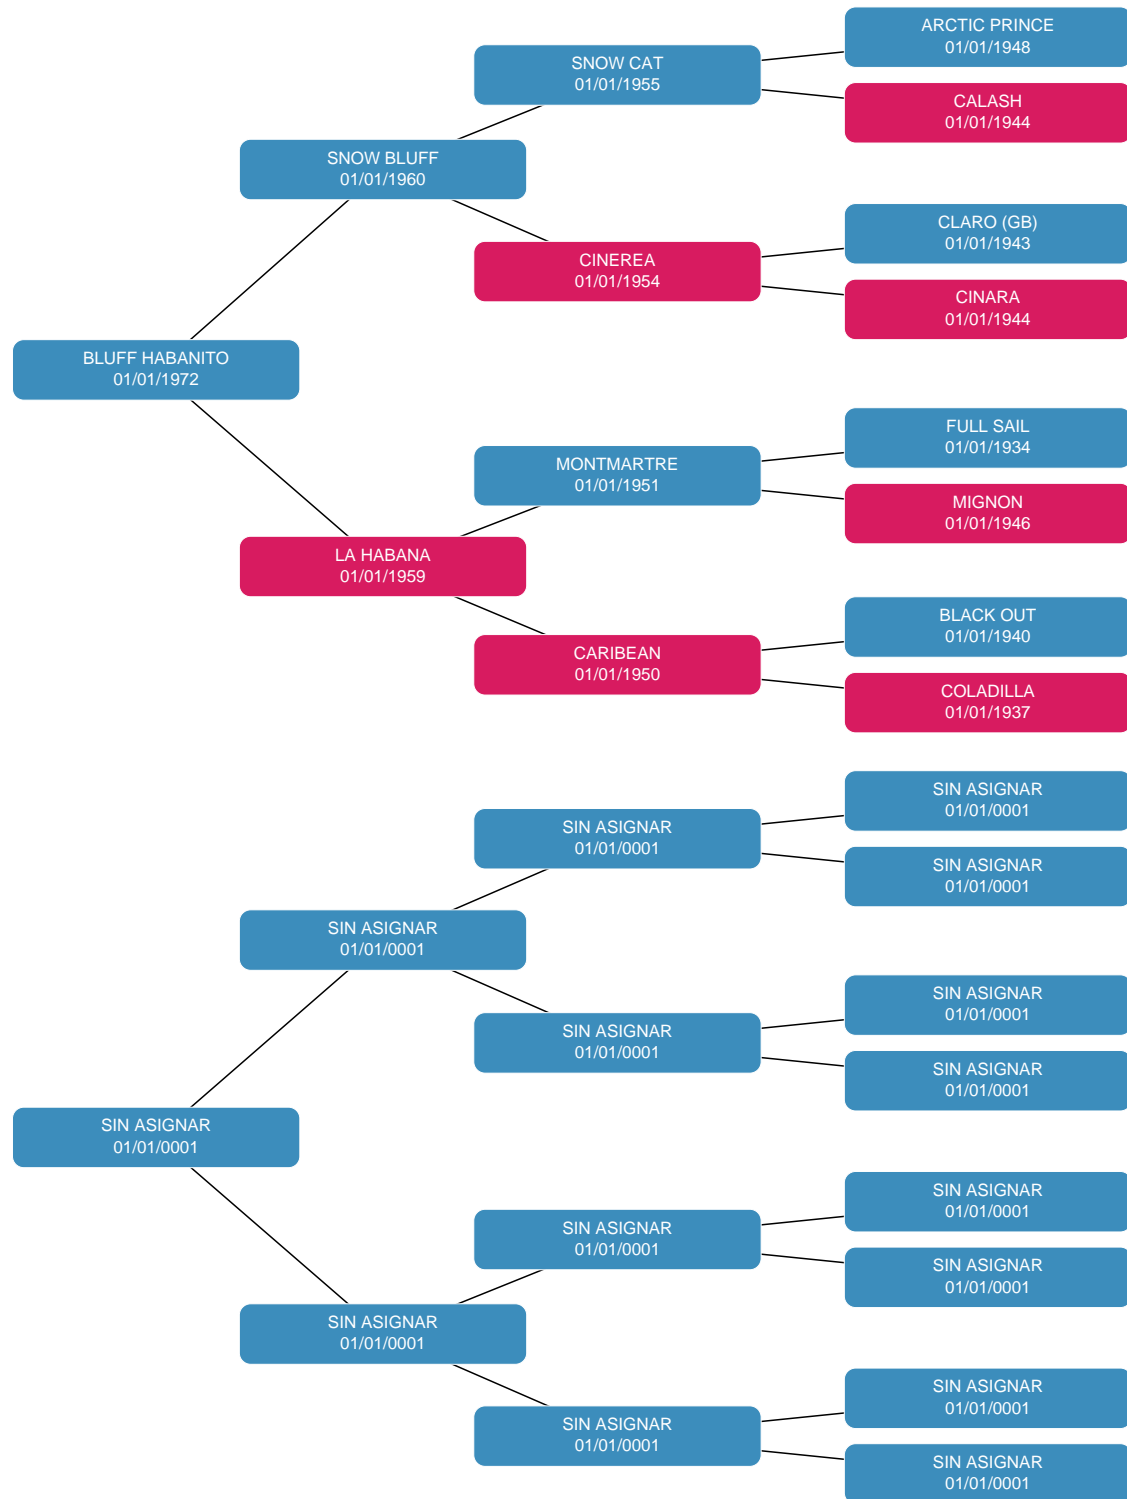 ARCTIC PRINCE
01/01/1948
SNOW CAT
01/01/1955
CALASH
01/01/1944
SNOW BLUFF
01/01/1960
CLARO (GB)
01/01/1943
CINEREA
01/01/1954
CINARA
01/01/1944
BLUFF HABANITO
01/01/1972
FULL SAIL
01/01/1934
MONTMARTRE
01/01/1951
MIGNON
01/01/1946
LA HABANA
01/01/1959
BLACK OUT
01/01/1940
CARIBEAN
01/01/1950
COLADILLA
01/01/1937
SIN ASIGNAR
01/01/0001
SIN ASIGNAR
01/01/0001
SIN ASIGNAR
01/01/0001
SIN ASIGNAR
01/01/0001
SIN ASIGNAR
01/01/0001
SIN ASIGNAR
01/01/0001
SIN ASIGNAR
01/01/0001
SIN ASIGNAR
01/01/0001
SIN ASIGNAR
01/01/0001
SIN ASIGNAR
01/01/0001
SIN ASIGNAR
01/01/0001
SIN ASIGNAR
01/01/0001
SIN ASIGNAR
01/01/0001
SIN ASIGNAR
01/01/0001
SIN ASIGNAR
01/01/0001